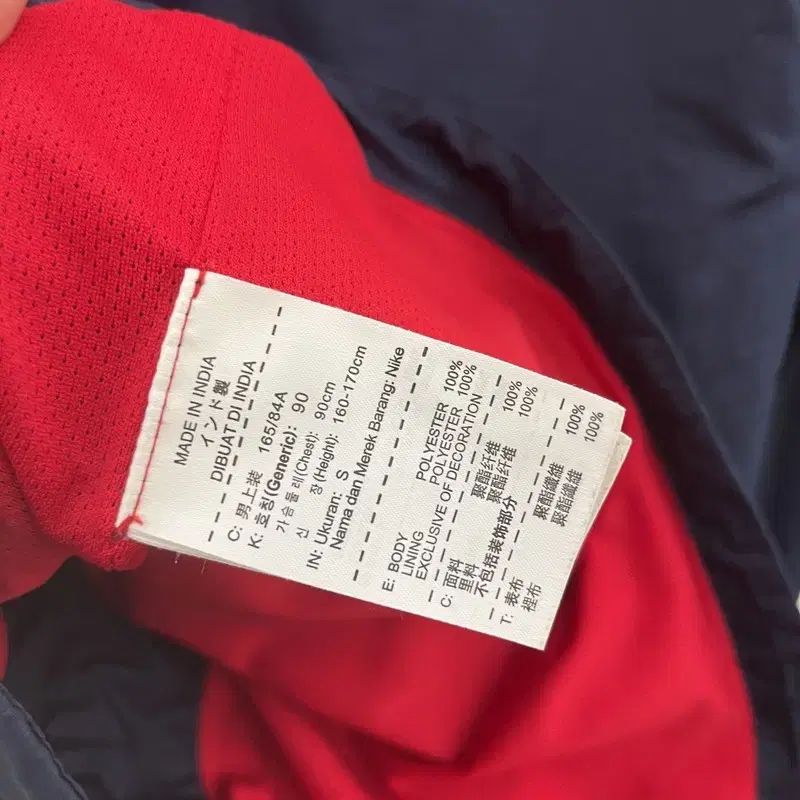 MADE IN INDIA
インド製
DIBUAT DI INDIA
C: 男上装 165/84A
K: 호칭(Generic): 90
가슴둘레(Chest): 90cm
신 장(Height): 160-170cm
IN: Ukuran: S
Nama dan Merek Barang: Nike
E: BODY POLYESTER 100%
LINING POLYESTER 100%
EXCLUSIVE OF DECORATION
C: 面料 聚酯纤维 100%
里料 聚酯纤维 100%
不包括装饰部分
T: 表布 聚酯纖維 100%
裡布 聚酯纖維 100%